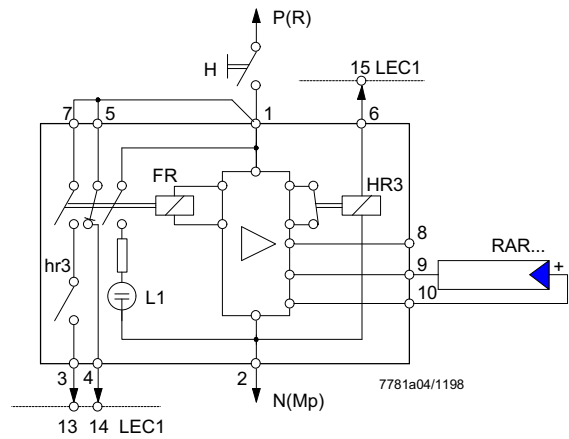 P(R)
H
15 LEC1
7 5 1 6
FR
HR3
8
RAR...
9
+
10
hr3
L1
3 4 2
7781a04/1198
N(Mp)
13 14 LEC1